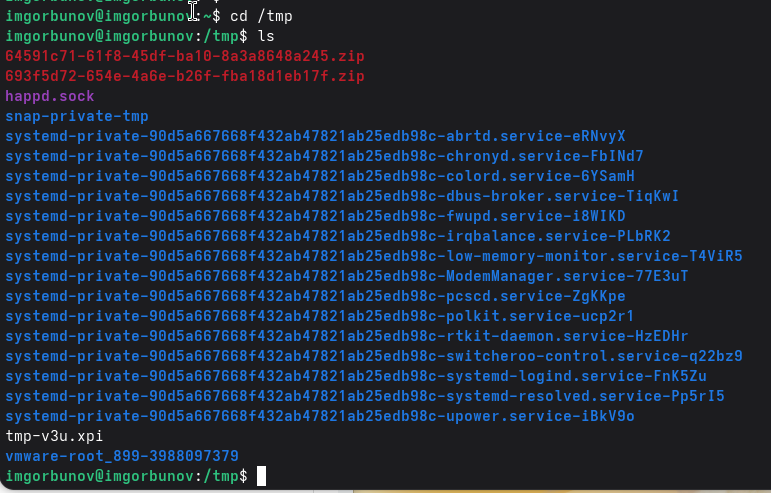 imgorbunov@imgorbunov:~$ cd /tmp
imgorbunov@imgorbunov:/tmp$ ls
64591c71-61f8-45df-ba10-8a3a8648a245.zip
693f5d72-654e-4a6e-b26f-fba18d1eb17f.zip
happd.sock
snap-private-tmp
systemd-private-90d5a667668f432ab47821ab25edb98c-abrtd.service-eRNvyX
systemd-private-90d5a667668f432ab47821ab25edb98c-chronyd.service-FbINd7
systemd-private-90d5a667668f432ab47821ab25edb98c-colord.service-6YSamH
systemd-private-90d5a667668f432ab47821ab25edb98c-dbus-broker.service-TiqKwI
systemd-private-90d5a667668f432ab47821ab25edb98c-fwupd.service-i8WIKD
systemd-private-90d5a667668f432ab47821ab25edb98c-irqbalance.service-PLbRK2
systemd-private-90d5a667668f432ab47821ab25edb98c-low-memory-monitor.service-T4ViR5
systemd-private-90d5a667668f432ab47821ab25edb98c-ModemManager.service-77E3uT
systemd-private-90d5a667668f432ab47821ab25edb98c-pcscd.service-ZgKKpe
systemd-private-90d5a667668f432ab47821ab25edb98c-polkit.service-ucp2r1
systemd-private-90d5a667668f432ab47821ab25edb98c-rtkit-daemon.service-HzEDHr
systemd-private-90d5a667668f432ab47821ab25edb98c-switcheroo-control.service-q22bz9
systemd-private-90d5a667668f432ab47821ab25edb98c-systemd-logind.service-FnK5Zu
systemd-private-90d5a667668f432ab47821ab25edb98c-systemd-resolved.service-Pp5rI5
systemd-private-90d5a667668f432ab47821ab25edb98c-upower.service-iBkV9o
tmp-v3u.xpi
vmware-root_899-3988097379
imgorbunov@imgorbunov:/tmp$